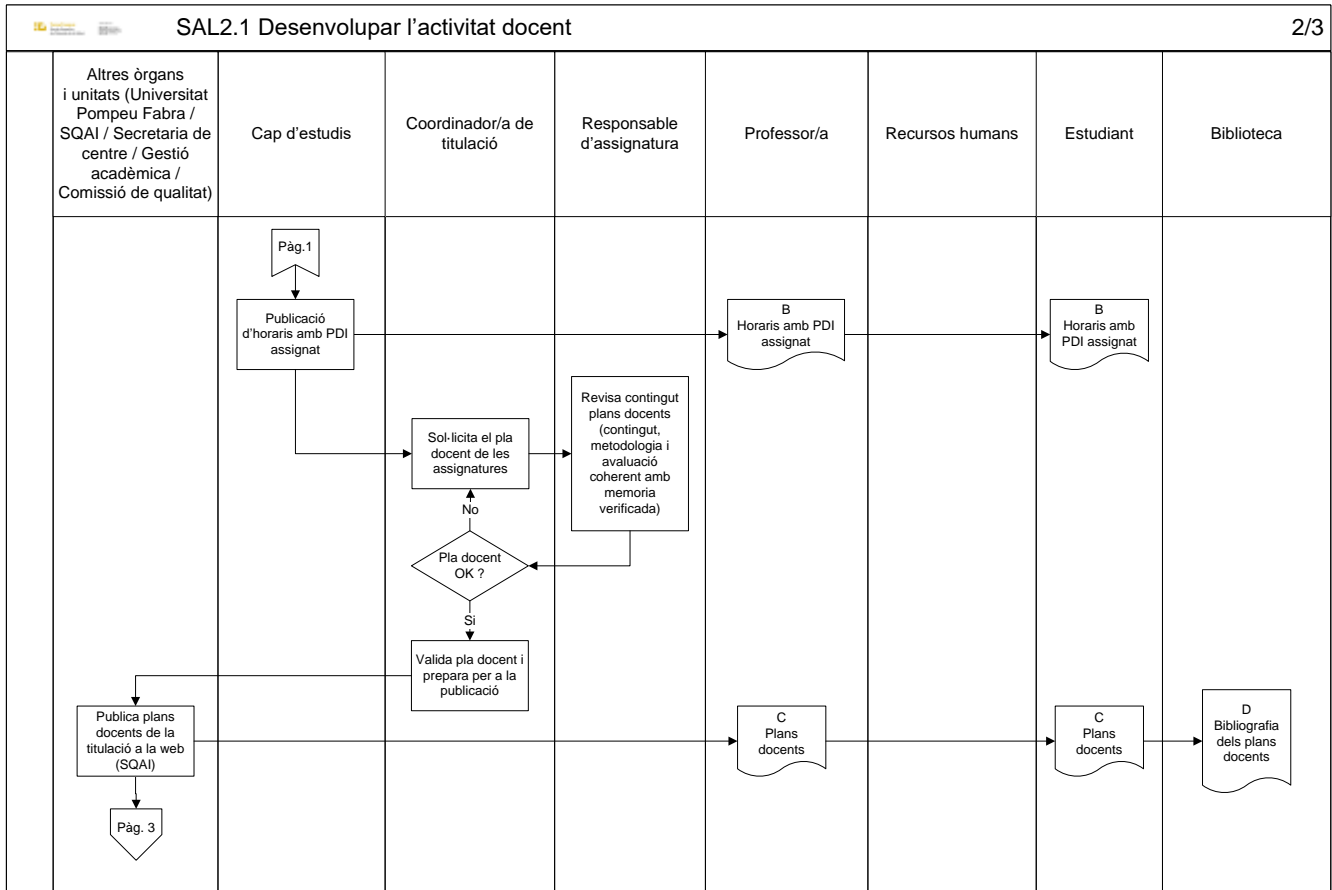 SAL2.1 Desenvolupar l’activitat docent
2/3
Altres òrgans
i unitats (Universitat
Pompeu Fabra /
SQAI / Secretaria de
centre / Gestió
acadèmica /
Comissió de qualitat)
Cap d’estudis
Coordinador/a de
titulació
Responsable
d’assignatura
Professor/a
Recursos humans
Estudiant
Biblioteca
Pàg.1
Publicació
d’horaris amb PDI
assignat
B
Horaris amb PDI
assignat
B
Horaris amb
PDI assignat
Sol·licita el pla
docent de les
assignatures
Revisa contingut
plans docents
(contingut,
metodologia i
avaluació
coherent amb
memoria
verificada)
No
Pla docent
OK ?
Si
Valida pla docent i
prepara per a la
publicació
Publica plans
docents de la
titulació a la web
(SQAI)
C
Plans
docents
C
Plans
docents
D
Bibliografia
dels plans
docents
Pàg. 3